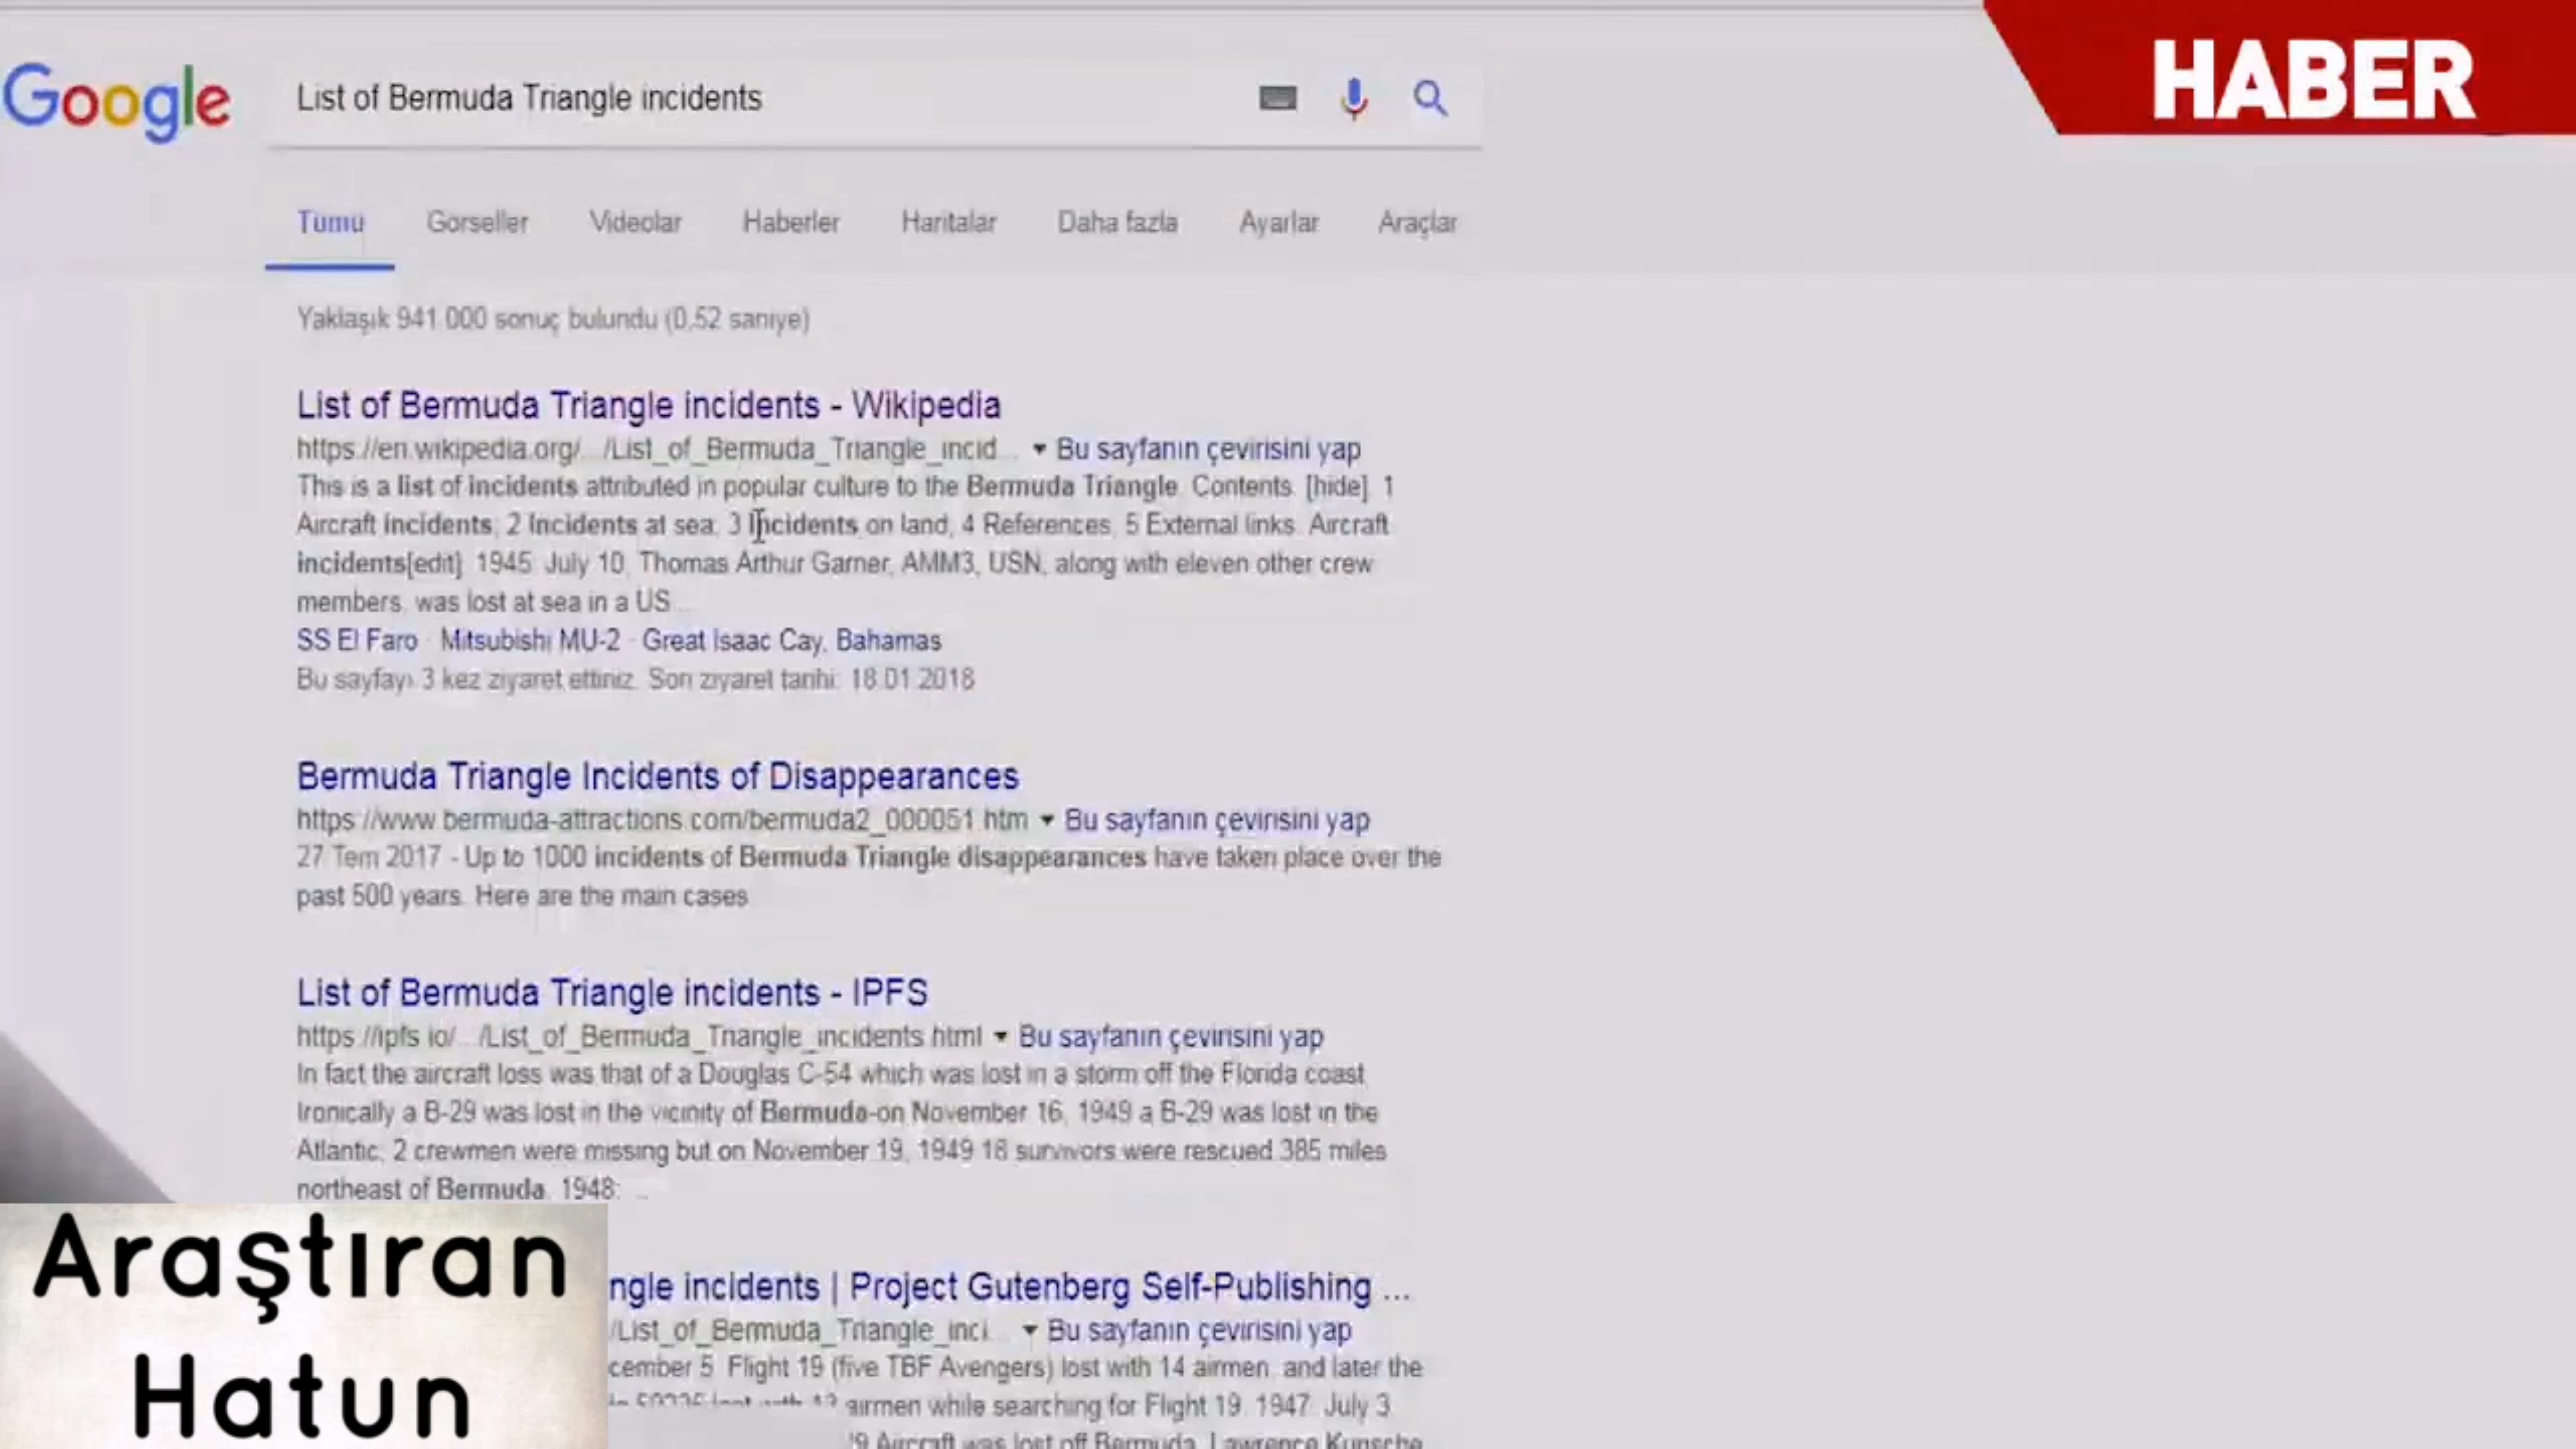 HABER
Google
List of Bermuda Triangle incidents
Tümü Görseller Videolar Haberler Haritalar Daha fazla Ayarlar Araçlar
Yaklaşık 941.000 sonuç bulundu (0,52 saniye)
List of Bermuda Triangle incidents - Wikipedia
https://en.wikipedia.org/.../List_of_Bermuda_Triangle_incid... Bu sayfanın çevirisini yap
This is a list of incidents attributed in popular culture to the Bermuda Triangle. Contents. [hide]. 1
Aircraft incidents; 2 Incidents at sea; 3 Incidents on land; 4 References; 5 External links. Aircraft
incidents[edit]. 1945: July 10, Thomas Arthur Garner, AMM3, USN, along with eleven other crew
members, was lost at sea in a US ...
SS El Faro · Mitsubishi MU-2 · Great Isaac Cay, Bahamas
Bu sayfayı 3 kez ziyaret ettiniz. Son ziyaret tarihi: 18.01.2018
Bermuda Triangle Incidents of Disappearances
https://www.bermuda-attractions.com/bermuda2_000051.htm Bu sayfanın çevirisini yap
27 Tem 2017 - Up to 1000 incidents of Bermuda Triangle disappearances have taken place over the
past 500 years. Here are the main cases.
List of Bermuda Triangle incidents - IPFS
https://ipfs.io/.../List_of_Bermuda_Triangle_incidents.html Bu sayfanın çevirisini yap
In fact the aircraft loss was that of a Douglas C-54 which was lost in a storm off the Florida coast.
Ironically a B-29 was lost in the vicinity of Bermuda-on November 16, 1949 a B-29 was lost in the
Atlantic; 2 crewmen were missing but on November 19, 1949 18 survivors were rescued 385 miles
northeast of Bermuda. 1948: ...
ngle incidents | Project Gutenberg Self-Publishing ...
/List_of_Bermuda_Triangle_inci... Bu sayfanın çevirisini yap
cember 5, Flight 19 (five TBF Avengers) lost with 14 airmen, and later the
airmen while searching for Flight 19. 1947: July 3,
Aircraft was lost off Bermuda. Lawrence Kunsche
Araştıran
Hatun